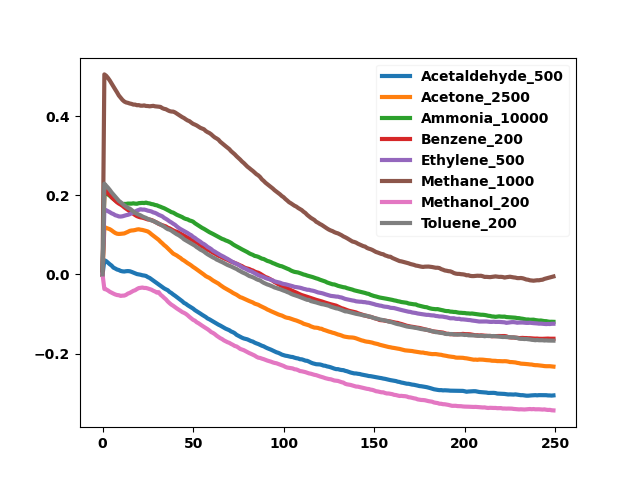 Acetaldehyde_500
Acetone_2500
Ammonia_10000
Benzene_200
Ethylene_500
Methane_1000
Methanol_200
Toluene_200
0.4
0.2
0.0
−0.2
0 50 100 150 200 250